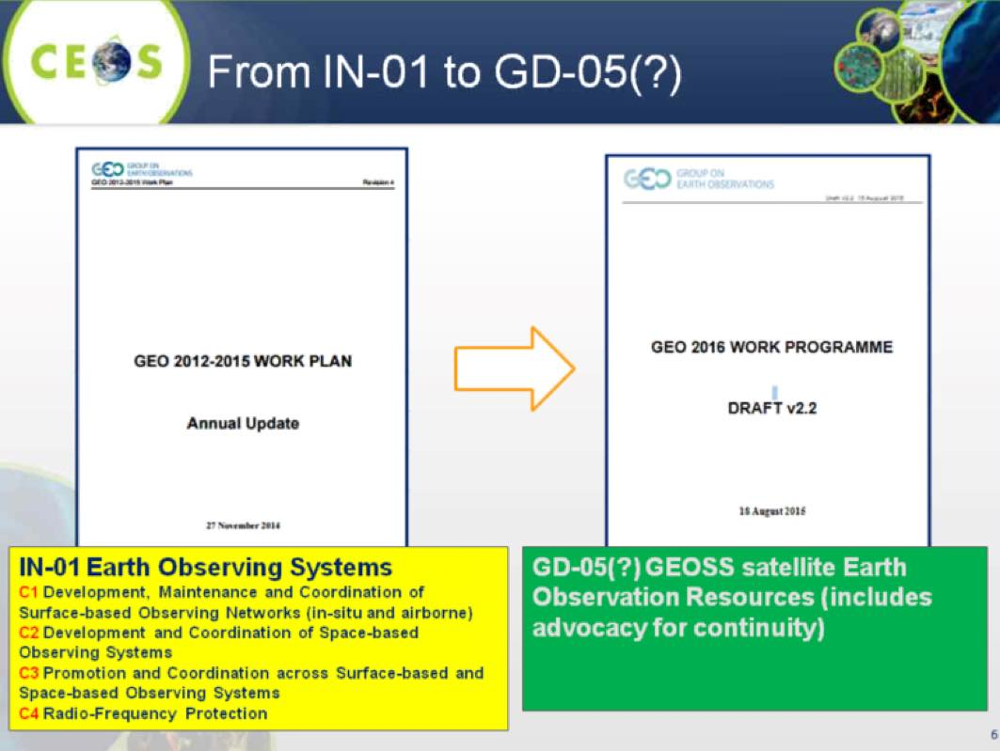 CEOS
From IN-01 to GD-05(?)
GEO GROUP ON
EARTH OBSERVATIONS
GEO 2012-2015 Work Plan
Revision 4
GEO 2012-2015 WORK PLAN
Annual Update
27 November 2014
GEO GROUP ON
EARTH OBSERVATIONS
Draft v2.2 18 August 2015
GEO 2016 WORK PROGRAMME
DRAFT v2.2
18 August 2015
IN-01 Earth Observing Systems
C1 Development, Maintenance and Coordination of
Surface-based Observing Networks (in-situ and airborne)
C2 Development and Coordination of Space-based
Observing Systems
C3 Promotion and Coordination across Surface-based and
Space-based Observing Systems
C4 Radio-Frequency Protection
GD-05(?) GEOSS satellite Earth
Observation Resources (includes
advocacy for continuity)
6